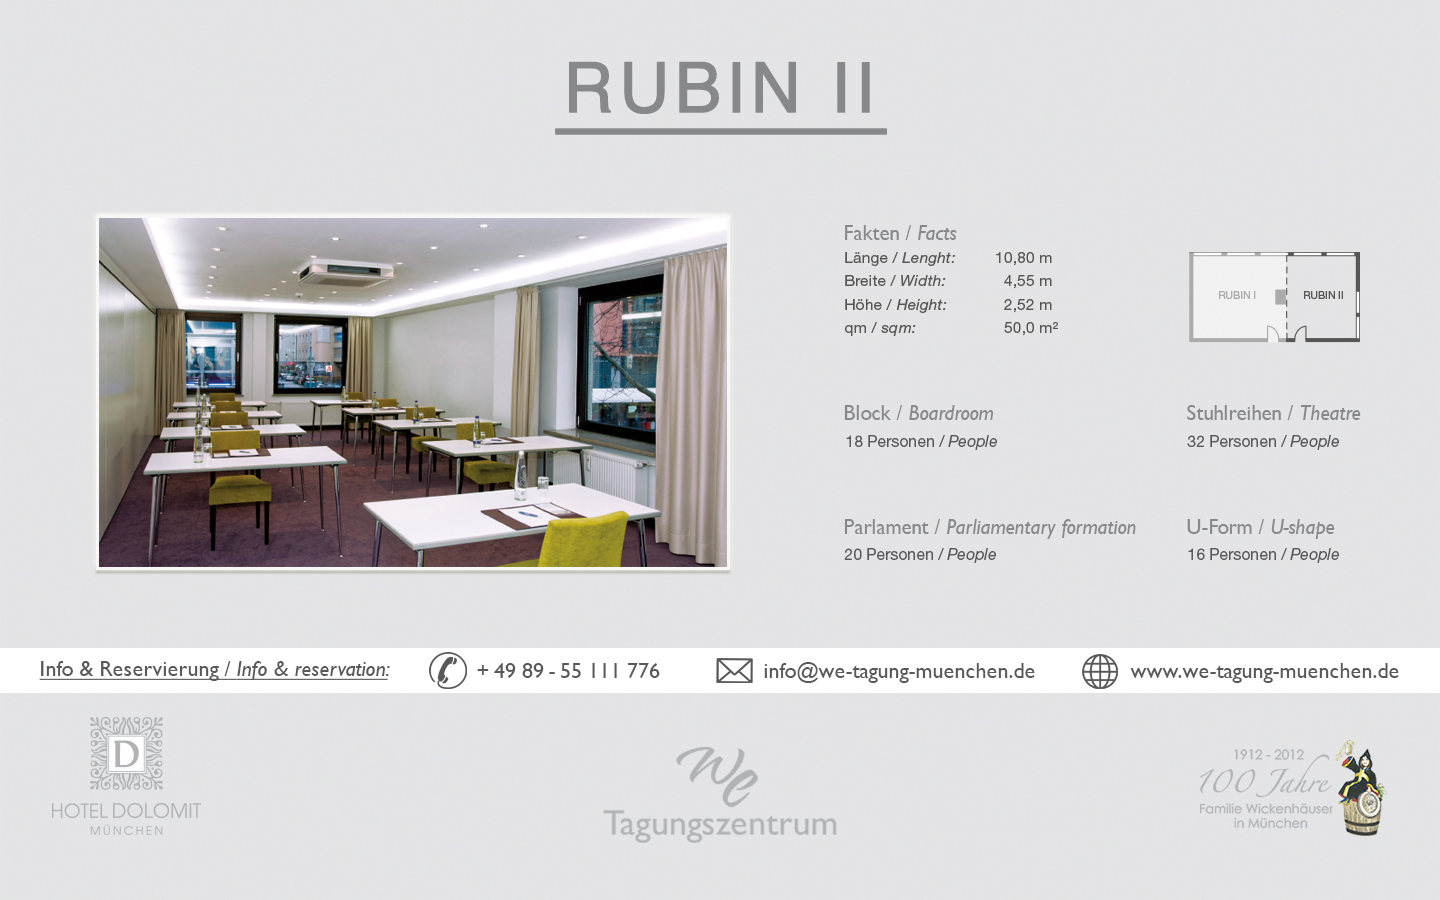 RUBIN II
Fakten / Facts
Länge / Lenght: 10,80 m
Breite / Width: 4,55 m
Höhe / Height: 2,52 m
qm / sqm: 50,0 m²
RUBIN I
RUBIN II
Block / Boardroom
18 Personen / People
Stuhlreihen / Theatre
32 Personen / People
Parlament / Parliamentary formation
20 Personen / People
U-Form / U-shape
16 Personen / People
Info & Reservierung / Info & reservation:
+ 49 89 - 55 111 776
info@we-tagung-muenchen.de
www.we-tagung-muenchen.de
D
HOTEL DOLOMIT
MÜNCHEN
We
Tagungszentrum
1912 - 2012
100 Jahre
Familie Wickenhäuser
in München